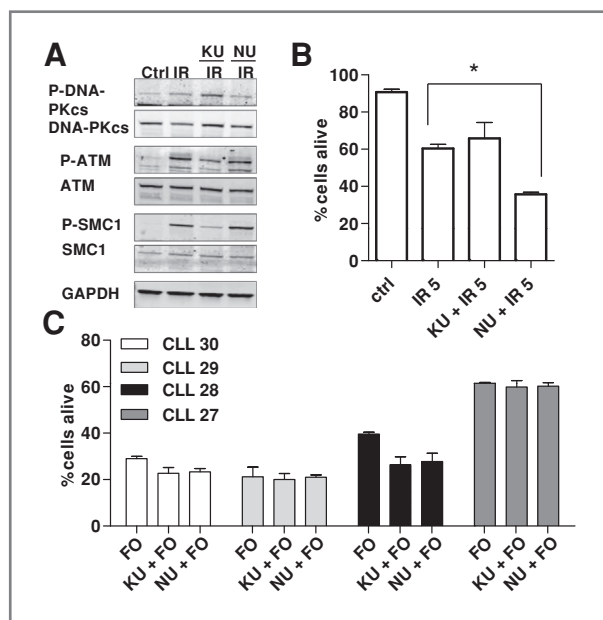 A
KU NU
Ctrl IR IR IR
P-DNA-
PKcs
DNA-PKcs
P-ATM
ATM
P-SMC1
SMC1
GAPDH
B
*
%cells alive
100
80
60
40
20
0
ctrl
IR 5
KU + IR 5
NU + IR 5
C
%cells alive
80
60
40
20
0
CLL 30
CLL 29
CLL 28
CLL 27
FO
KU + FO
NU + FO
FO
KU + FO
NU + FO
FO
KU + FO
NU + FO
FO
KU + FO
NU + FO